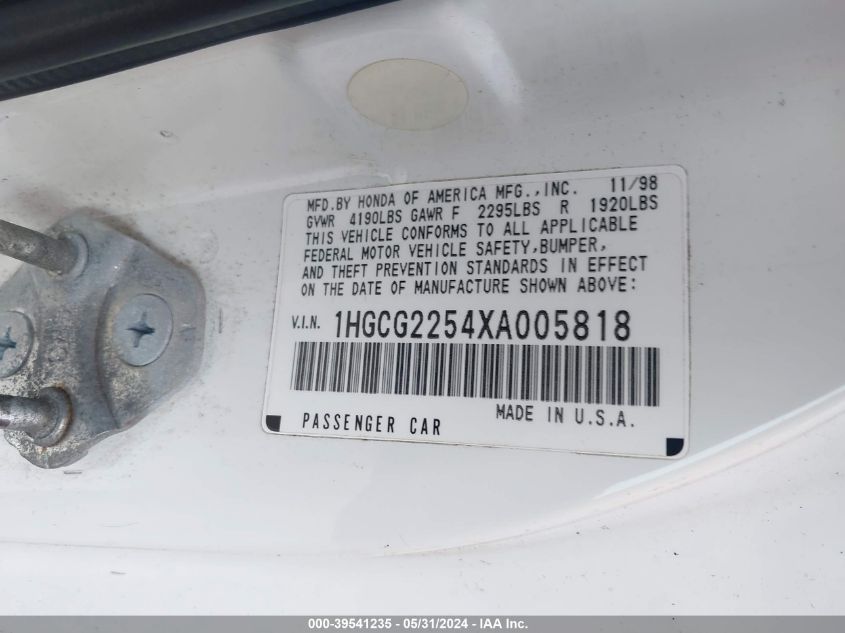 MFD.BY HONDA OF AMERICA MFG.,INC. 11/98
GVWR 4190LBS GAWR F 2295LBS R 1920LBS
THIS VEHICLE CONFORMS TO ALL APPLICABLE
FEDERAL MOTOR VEHICLE SAFETY,BUMPER,
AND THEFT PREVENTION STANDARDS IN EFFECT
ON THE DATE OF MANUFACTURE SHOWN ABOVE:
V.I.N. 1HGCG2254XA005818
PASSENGER CAR MADE IN U.S.A.
000-39541235 - 05/31/2024 - IAA Inc.